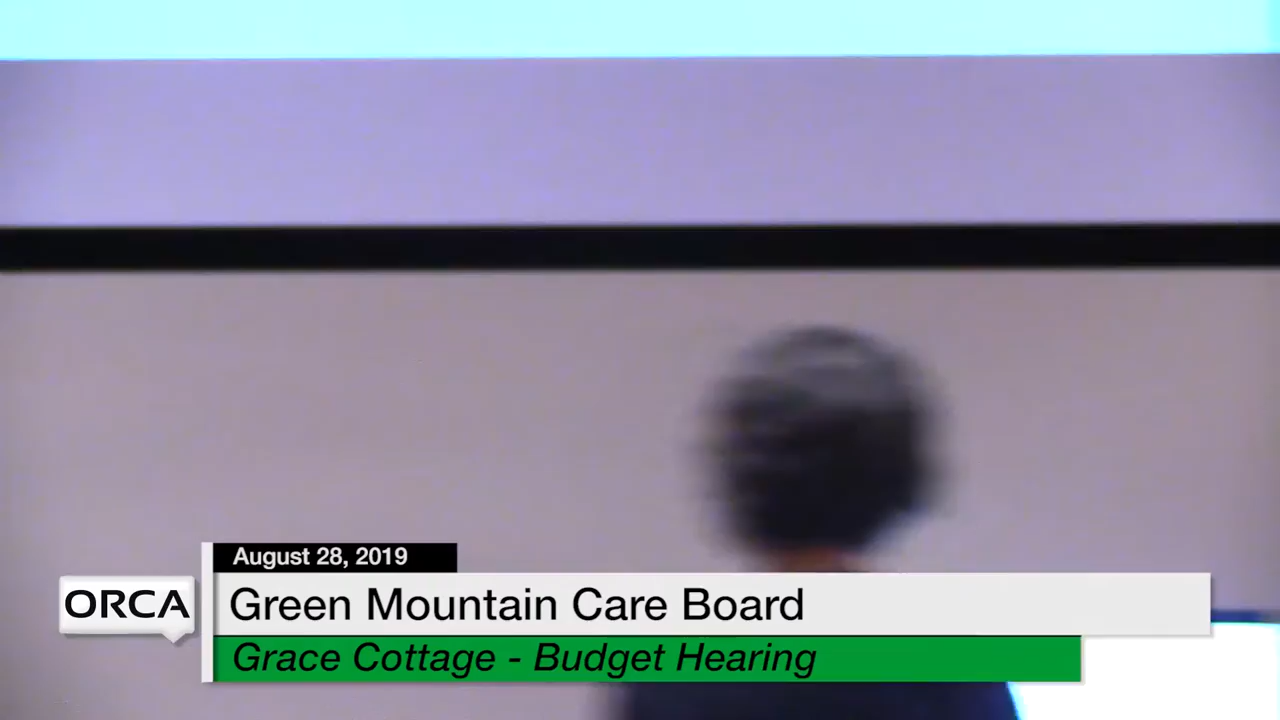 August 28, 2019
ORCA
Green Mountain Care Board
Grace Cottage - Budget Hearing